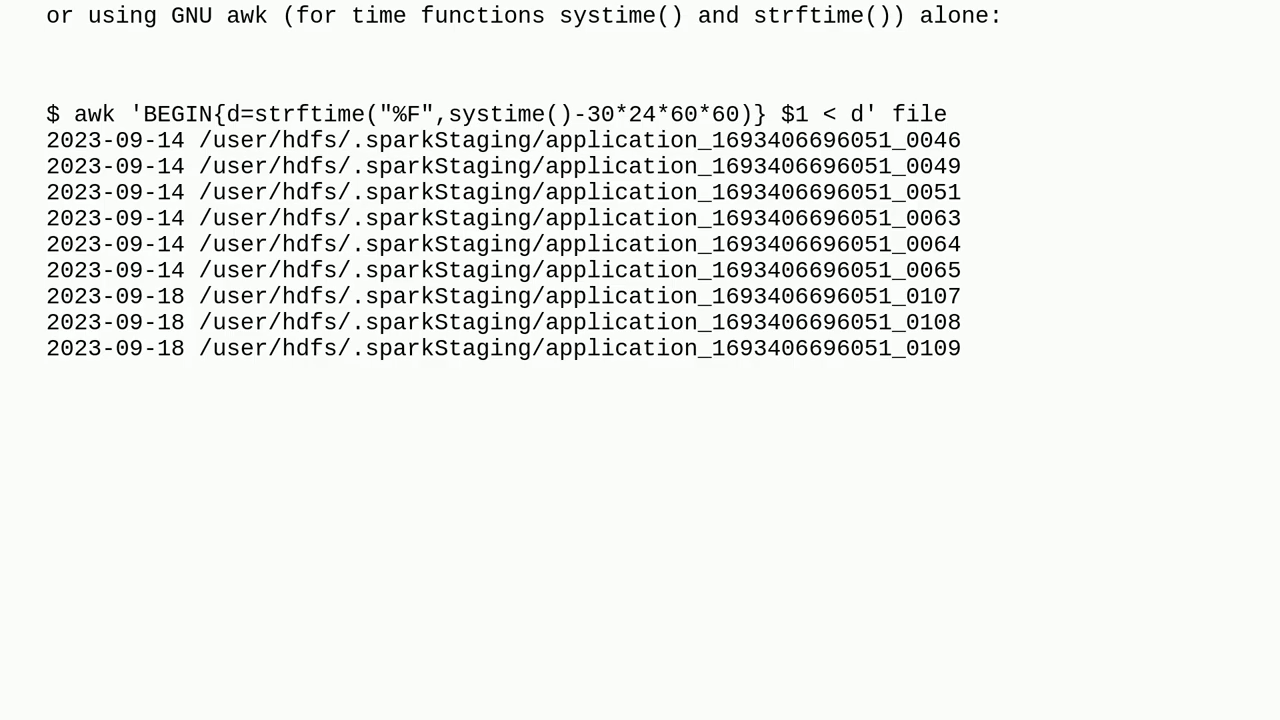 or using GNU awk (for time functions systime() and strftime()) alone:
$ awk 'BEGIN{d=strftime("%F",systime()-30*24*60*60)} $1 < d' file
2023-09-14 /user/hdfs/.sparkStaging/application_1693406696051_0046
2023-09-14 /user/hdfs/.sparkStaging/application_1693406696051_0049
2023-09-14 /user/hdfs/.sparkStaging/application_1693406696051_0051
2023-09-14 /user/hdfs/.sparkStaging/application_1693406696051_0063
2023-09-14 /user/hdfs/.sparkStaging/application_1693406696051_0064
2023-09-14 /user/hdfs/.sparkStaging/application_1693406696051_0065
2023-09-18 /user/hdfs/.sparkStaging/application_1693406696051_0107
2023-09-18 /user/hdfs/.sparkStaging/application_1693406696051_0108
2023-09-18 /user/hdfs/.sparkStaging/application_1693406696051_0109